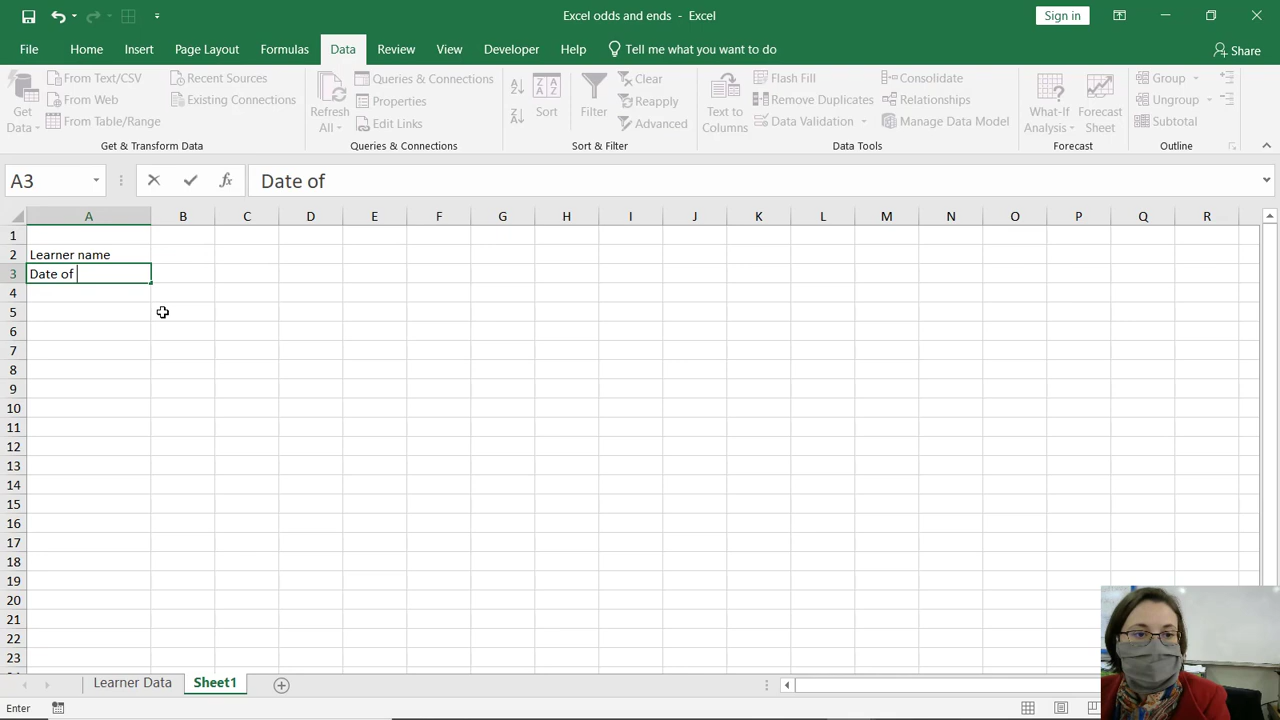 Excel odds and ends - Excel
Sign in
File Home Insert Page Layout Formulas Data Review View Developer Help Tell me what you want to do Share
From Text/CSV Recent Sources Queries & Connections Clear Flash Fill Consolidate Group
From Web Existing Connections Properties Reapply Remove Duplicates Relationships Ungroup
From Table/Range Edit Links Advanced Data Validation Manage Data Model Subtotal
Get Data Refresh All Sort Filter Text to Columns What-If Analysis Forecast Sheet
Get & Transform Data Queries & Connections Sort & Filter Data Tools Forecast Outline
A3 fx Date of
A B C D E F G H I J K L M N O P Q R
1
2 Learner name
3 Date of
4
5
6
7
8
9
10
11
12
13
14
15
16
17
18
19
20
21
22
23
Learner Data Sheet1
Enter